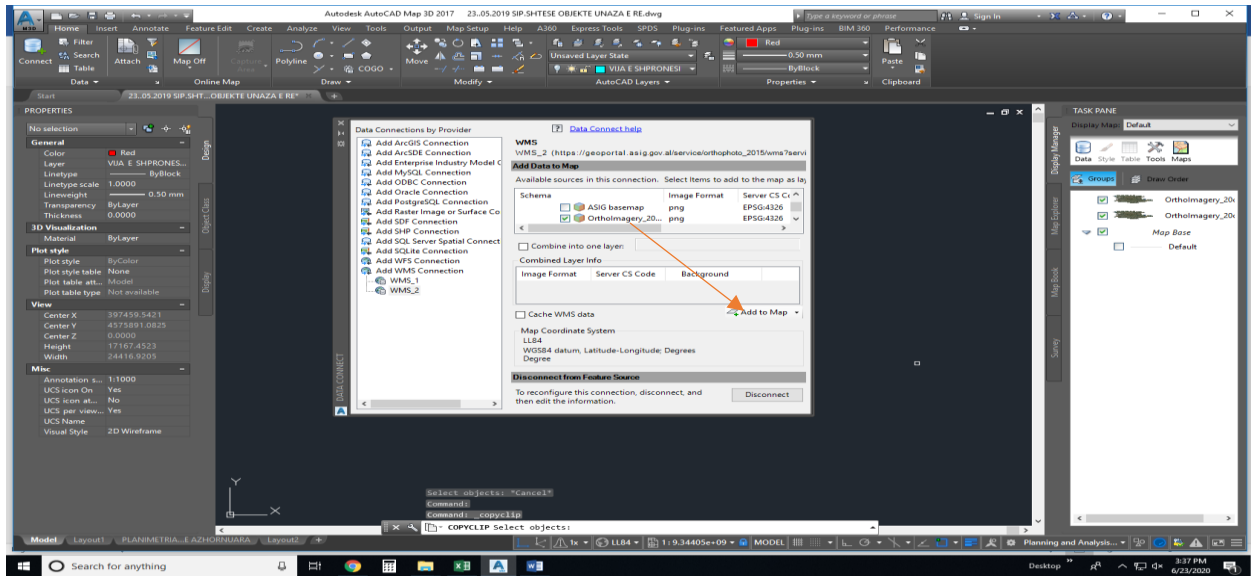 Autodesk AutoCAD Map 3D 2017 23..05.2019 SIP.SHTESE OBJEKTE UNAZA E RE.dwg
Type a keyword or phrase
Sign In
M3D Home Insert Annotate Feature Edit Create Analyze View Tools Output Map Setup Help A360 Express Tools SPDS Plug-ins Featured Apps Plug-ins BIM 360 Performance
Connect
Filter
Search
Table
Attach
Map Off
Capture Area
Polyline
COGO
Move
Unsaved Layer State
VIJA E SHPRONESI
Red
0.50 mm
ByBlock
Paste
Data Online Map Draw Modify AutoCAD Layers Properties Clipboard
Start 23..05.2019 SIP.SHT...OBJEKTE UNAZA E RE*
PROPERTIES
No selection
General
Color Red
Layer VIJA E SHPRONES...
Linetype ByBlock
Linetype scale 1.0000
Lineweight 0.50 mm
Transparency ByLayer
Thickness 0.0000
3D Visualization
Material ByLayer
Plot style
Plot style ByColor
Plot style table None
Plot table att... Model
Plot table type Not available
View
Center X 397459.5421
Center Y 4575891.0825
Center Z 0.0000
Height 17167.4523
Width 24416.9205
Misc
Annotation s... 1:1000
UCS icon On Yes
UCS icon at... No
UCS per view... Yes
UCS Name
Visual Style 2D Wireframe
Design
Object Class
Display
DATA CONNECT
Data Connections by Provider
Add ArcGIS Connection
Add ArcSDE Connection
Add Enterprise Industry Model C
Add MySQL Connection
Add ODBC Connection
Add Oracle Connection
Add PostgreSQL Connection
Add Raster Image or Surface Co
Add SDF Connection
Add SHP Connection
Add SQL Server Spatial Connect
Add SQLite Connection
Add WFS Connection
Add WMS Connection
WMS_1
WMS_2
Data Connect help
WMS
WMS_2 (https://geoportal.asig.gov.al/service/orthophoto_2015/wms?servi
Add Data to Map
Available sources in this connection. Select Items to add to the map as lay
Schema Image Format Server CS C
ASIG basemap png EPSG:4326
OrthoImagery_20... png EPSG:4326
Combine into one layer:
Combined Layer Info
Image Format Server CS Code Background
Cache WMS data
Add to Map
Map Coordinate System
LL84
WGS84 datum, Latitude-Longitude; Degrees
Degree
Disconnect from Feature Source
To reconfigure this connection, disconnect, and
then edit the information.
Disconnect
TASK PANE
Display Map: Default
Data Style Table Tools Maps
Groups Draw Order
OrthoImagery_20
OrthoImagery_20
Map Base
Default
Display Manager
Map Explorer
Map Book
Survey
Y
X
Select objects: *Cancel*
Command:
Command: _copyclip
COPYCLIP Select objects:
Model Layout1 PLANIMETRIA...E AZHORNUARA Layout2 +
1x LL84 1:9.34405e+09 MODEL Planning and Analysis...
Search for anything
Desktop
3:37 PM
6/23/2020